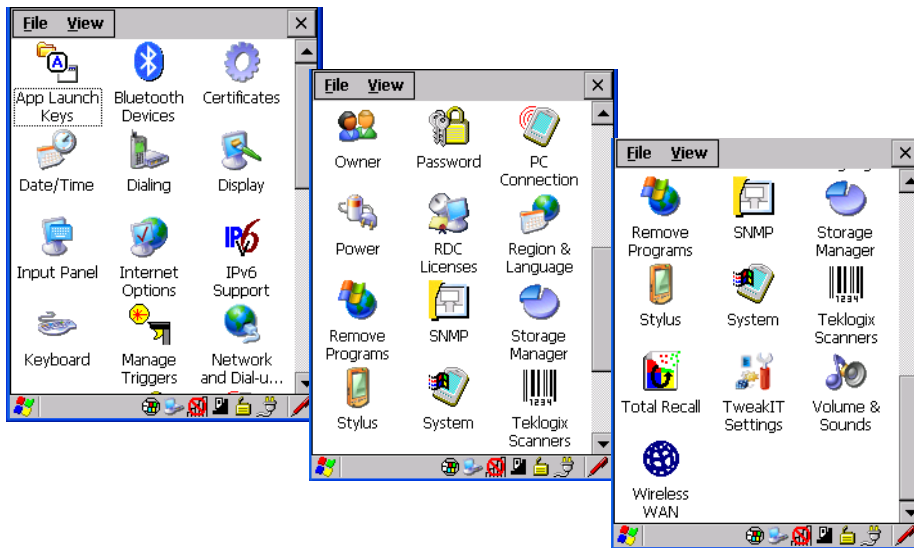 File View
App Launch Keys
Bluetooth Devices
Certificates
Date/Time
Dialing
Display
Input Panel
Internet Options
IPv6 Support
Keyboard
Manage Triggers
Network and Dial-u...
File View
Owner
Password
PC Connection
Power
RDC Licenses
Region & Language
Remove Programs
SNMP
Storage Manager
Stylus
System
Teklogix Scanners
File View
Remove Programs
SNMP
Storage Manager
Stylus
System
Teklogix Scanners
Total Recall
TweakIT Settings
Volume & Sounds
Wireless WAN